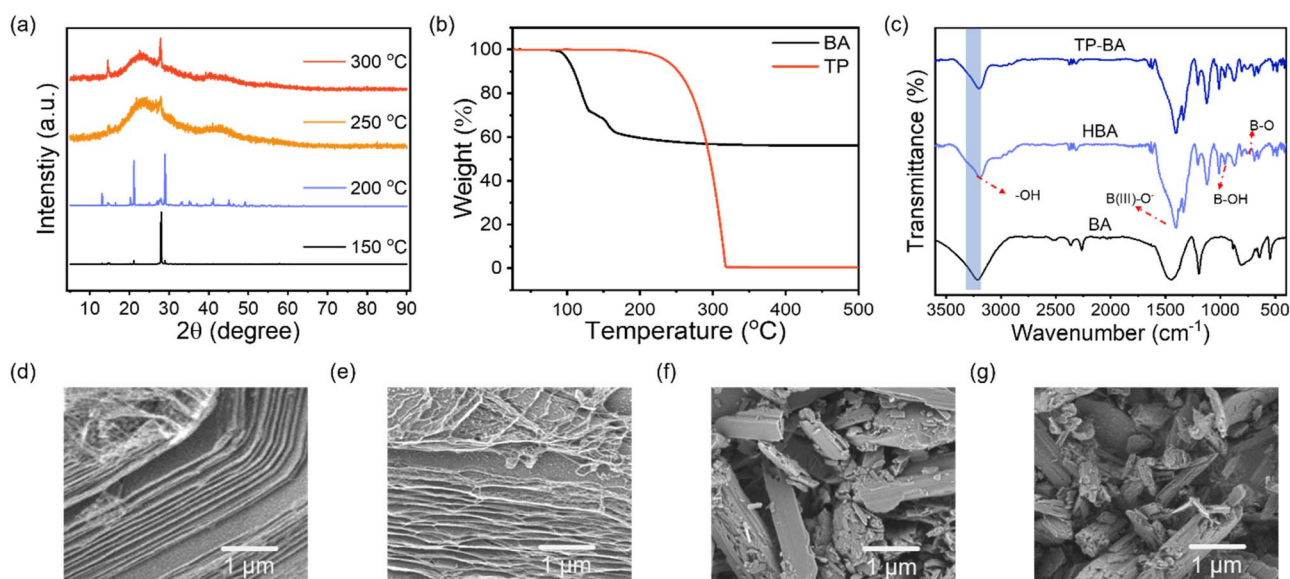 (a)
Intenstiy (a.u.)
300 °C
250 °C
200 °C
150 °C
10 20 30 40 50 60 70 80 90
2θ (degree)
(b)
Weight (%)
100
80
60
40
20
0
BA
TP
0 100 200 300 400 500
Temperature (°C)
(c)
Transmittance (%)
TP-BA
HBA
B-O
-OH
B(III)-O⁻
B-OH
BA
3500 3000 2500 2000 1500 1000 500
Wavenumber (cm⁻¹)
(d)
1 μm
(e)
1 μm
(f)
1 μm
(g)
1 μm